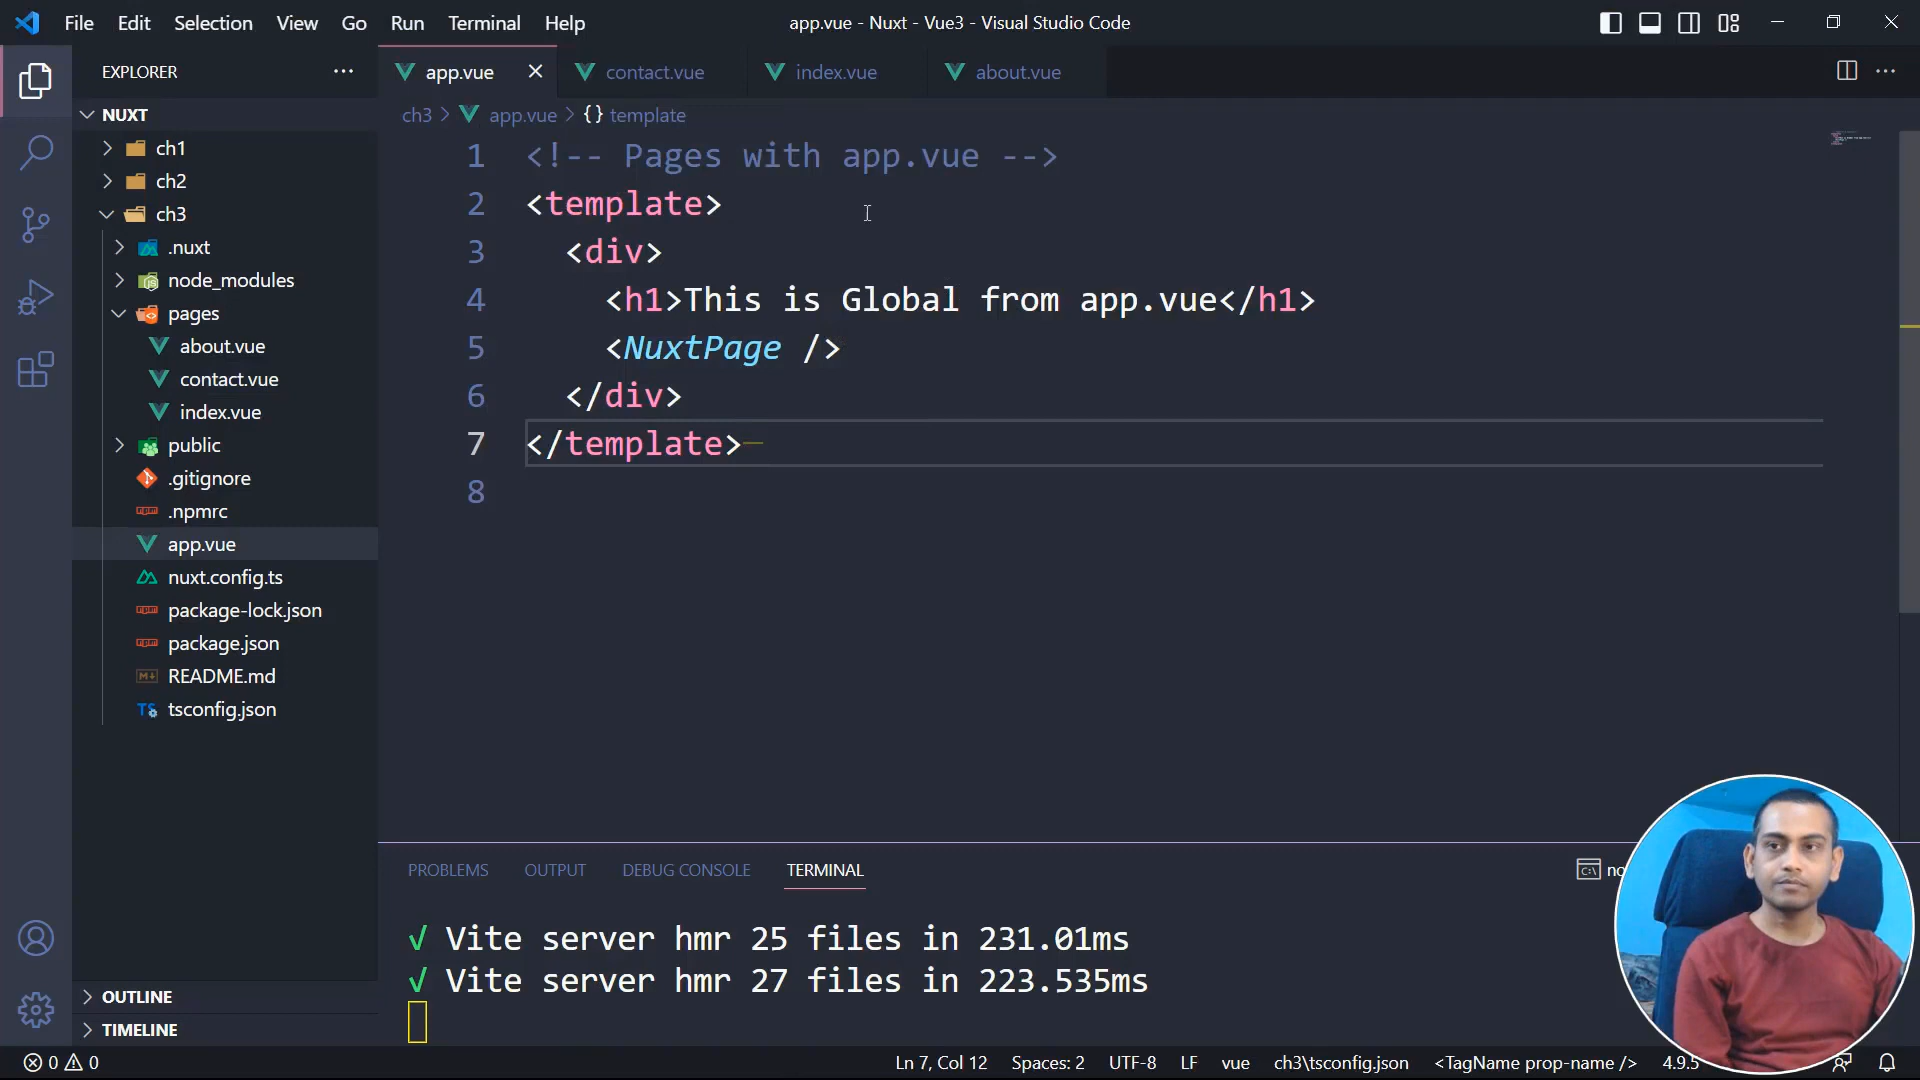 File Edit Selection View Go Run Terminal Help
app.vue - Nuxt - Vue3 - Visual Studio Code
EXPLORER
NUXT
ch1
ch2
ch3
.nuxt
node_modules
pages
about.vue
contact.vue
index.vue
public
.gitignore
.npmrc
app.vue
nuxt.config.ts
package-lock.json
package.json
README.md
tsconfig.json
OUTLINE
TIMELINE
app.vue contact.vue index.vue about.vue
ch3 > app.vue > {} template
1 <!-- Pages with app.vue -->
2 <template>
3 <div>
4 <h1>This is Global from app.vue</h1>
5 <NuxtPage />
6 </div>
7 </template>
8
PROBLEMS OUTPUT DEBUG CONSOLE TERMINAL
√ Vite server hmr 25 files in 231.01ms
√ Vite server hmr 27 files in 223.535ms
0 0 Ln 7, Col 12 Spaces: 2 UTF-8 LF vue ch3\tsconfig.json <TagName prop-name /> 4.9.5